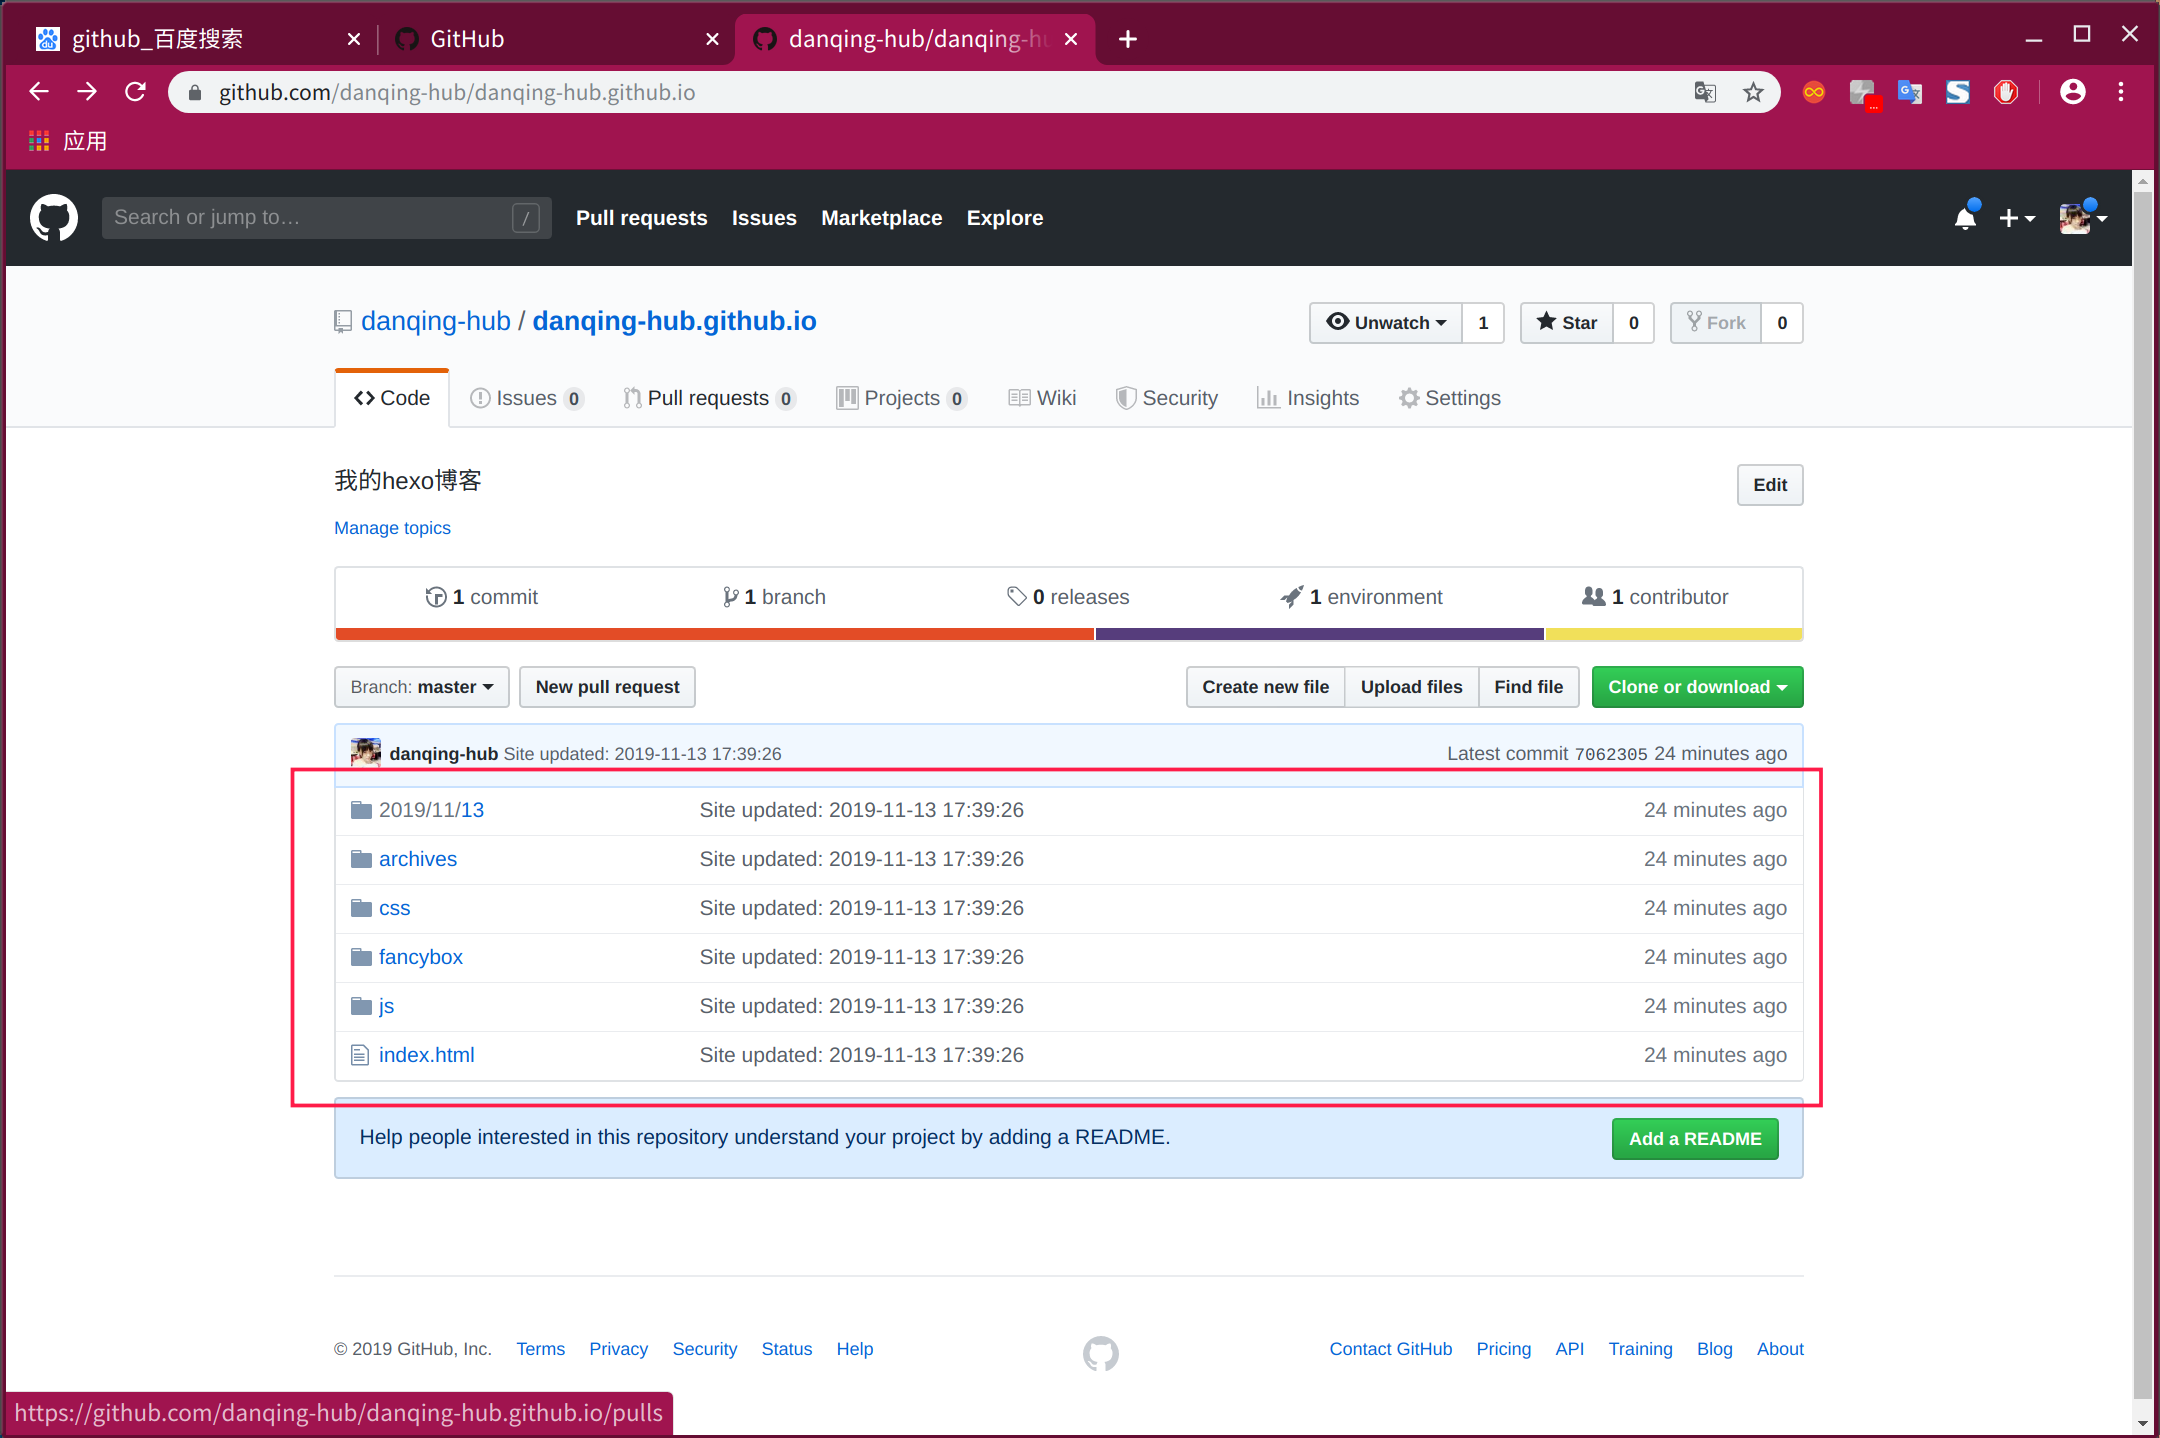 github_百度搜索 GitHub danqing-hub/danqing-hu
github.com/danqing-hub/danqing-hub.github.io
应用
Search or jump to… / Pull requests Issues Marketplace Explore
danqing-hub / danqing-hub.github.io Unwatch 1 Star 0 Fork 0
Code Issues 0 Pull requests 0 Projects 0 Wiki Security Insights Settings
我的hexo博客 Edit
Manage topics
1 commit 1 branch 0 releases 1 environment 1 contributor
Branch: master New pull request Create new file Upload files Find file Clone or download
danqing-hub Site updated: 2019-11-13 17:39:26 Latest commit 7062305 24 minutes ago
2019/11/13 Site updated: 2019-11-13 17:39:26 24 minutes ago
archives Site updated: 2019-11-13 17:39:26 24 minutes ago
css Site updated: 2019-11-13 17:39:26 24 minutes ago
fancybox Site updated: 2019-11-13 17:39:26 24 minutes ago
js Site updated: 2019-11-13 17:39:26 24 minutes ago
index.html Site updated: 2019-11-13 17:39:26 24 minutes ago
Help people interested in this repository understand your project by adding a README. Add a README
© 2019 GitHub, Inc. Terms Privacy Security Status Help Contact GitHub Pricing API Training Blog About
https://github.com/danqing-hub/danqing-hub.github.io/pulls